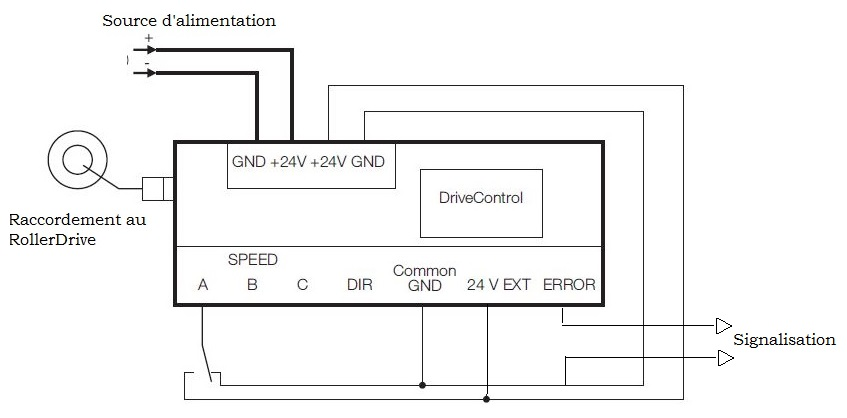 Source d'alimentation
+
-
GND +24V +24V GND
DriveControl
Raccordement au
RollerDrive
SPEED
A B C DIR Common GND 24 V EXT ERROR
Signalisation